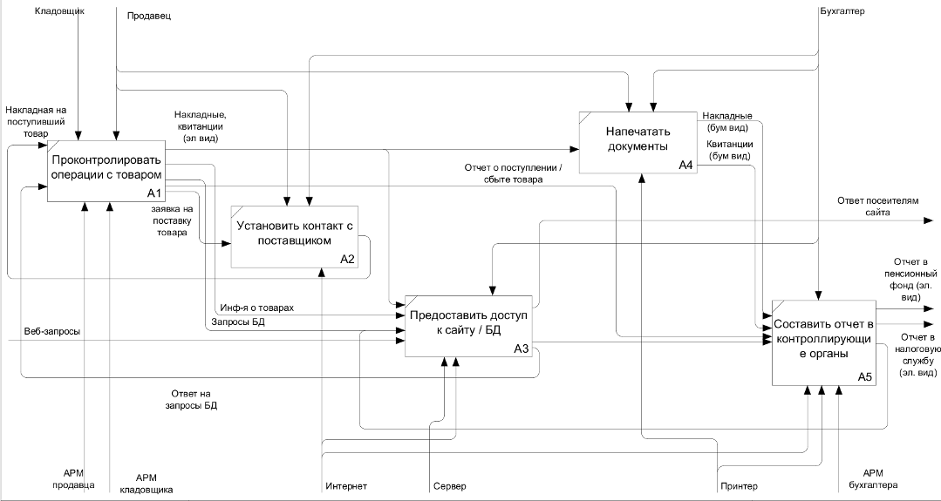 Кладовщик
Продавец
Бухгалтер
Накладная на
поступивший
товар
Накладные,
квитанции
(эл вид)
Проконтролировать
операции с товаром
A1
Напечатать
документы
A4
Накладные
(бум вид)
Квитанции
(бум вид)
Отчет о поступлении /
сбыте товара
заявка на
поставку
товара
Установить контакт с
поставщиком
A2
Ответ посеителям
сайта
Отчет в
пенсионный
фонд (эл.
вид)
Инф-я о товарах
Запросы БД
Веб-запросы
Предоставить доступ
к сайту / БД
A3
Составить отчет в
контроллирующи
е органы
A5
Отчет в
налоговую
службу
(эл. вид)
Ответ на
запросы БД
АРМ
продавца
АРМ
кладовщика
Интернет
Сервер
Принтер
АРМ
бухгалтера